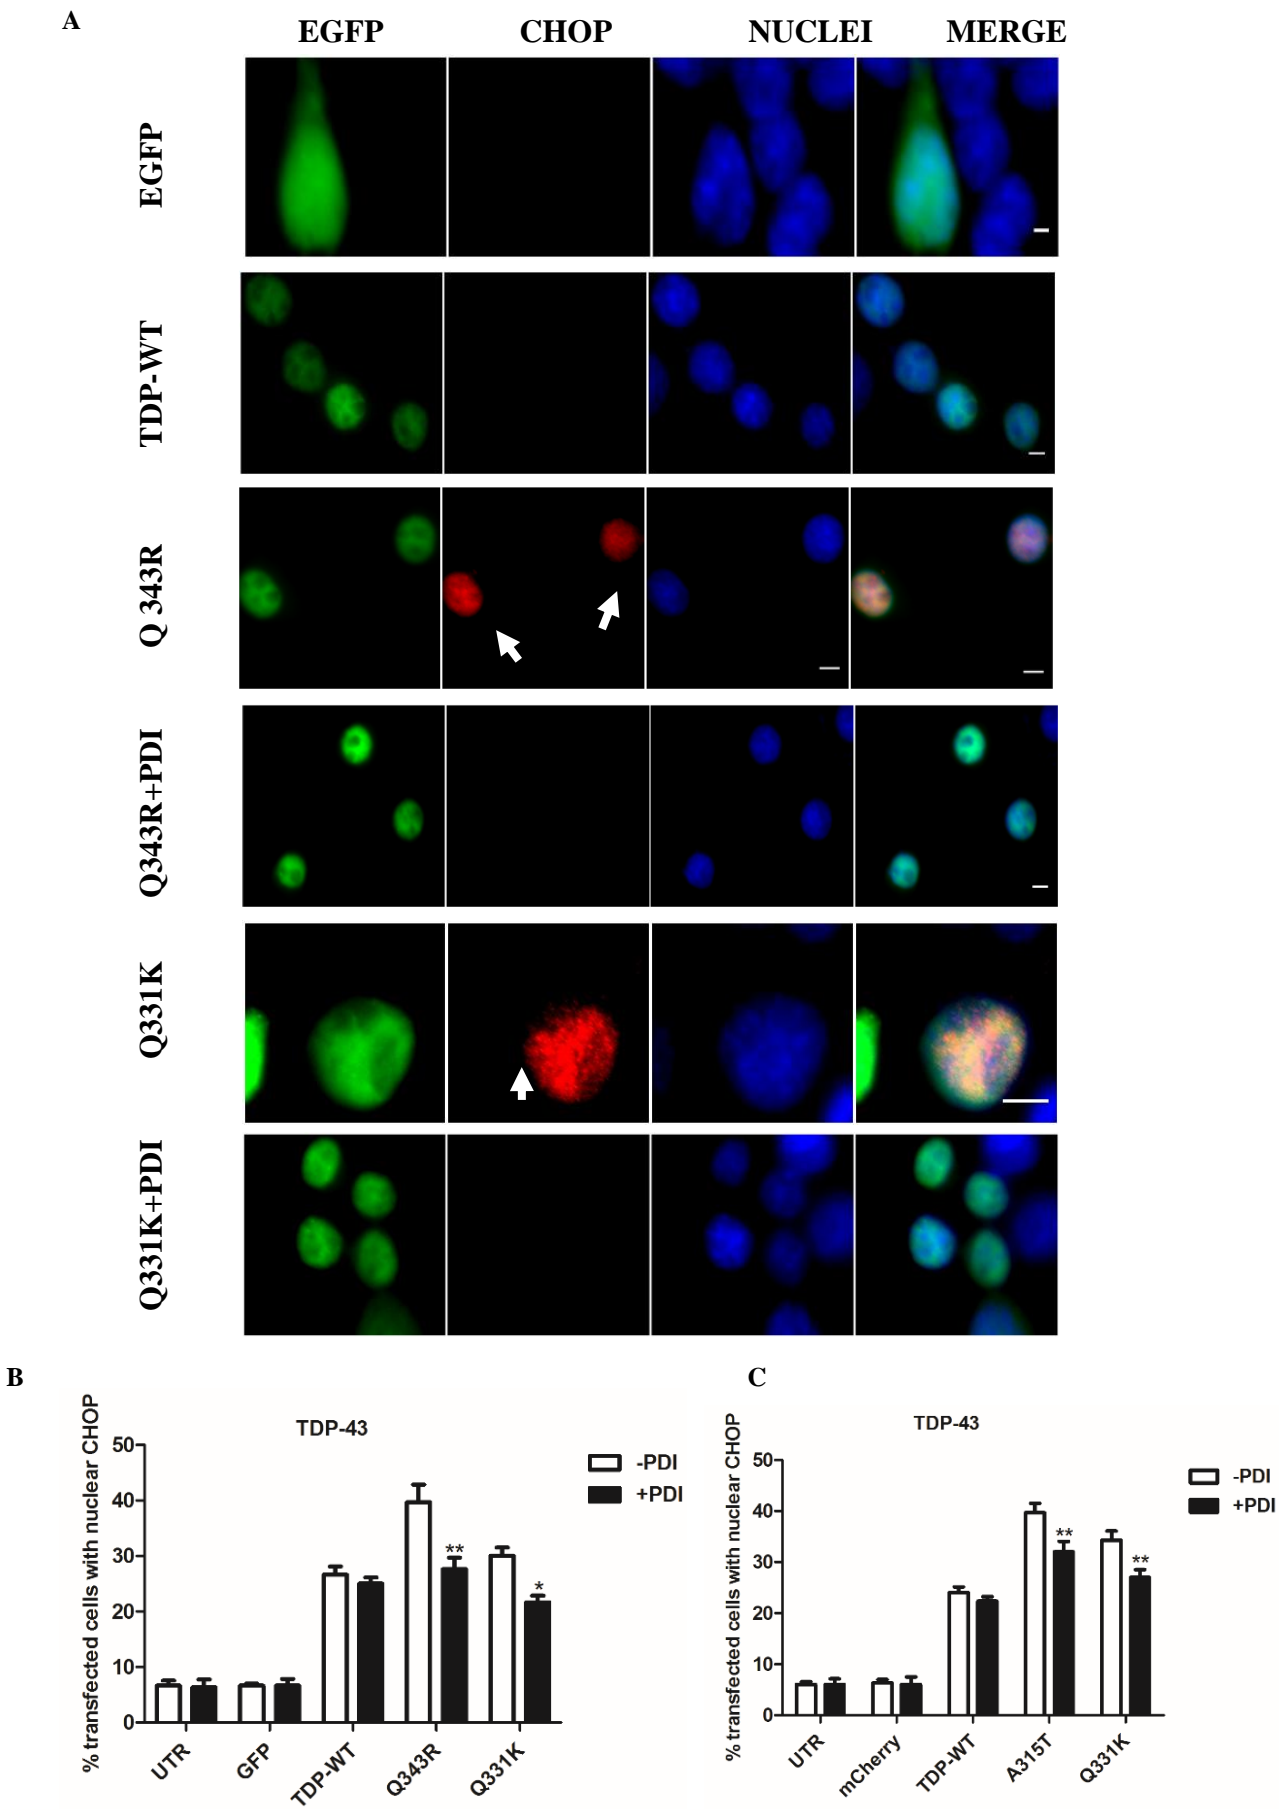 A
EGFP CHOP NUCLEI MERGE
EGFP
TDP-WT
Q 343R
Q343R+PDI
Q331K
Q331K+PDI
B
TDP-43
% transfected cells with nuclear CHOP
50
40
30
20
10
0
-PDI
+PDI
**
*
UTR GFP TDP-WT Q343R Q331K
C
TDP-43
% transfected cells with nuclear CHOP
50
40
30
20
10
0
-PDI
+PDI
**
**
UTR mCherry TDP-WT A315T Q331K